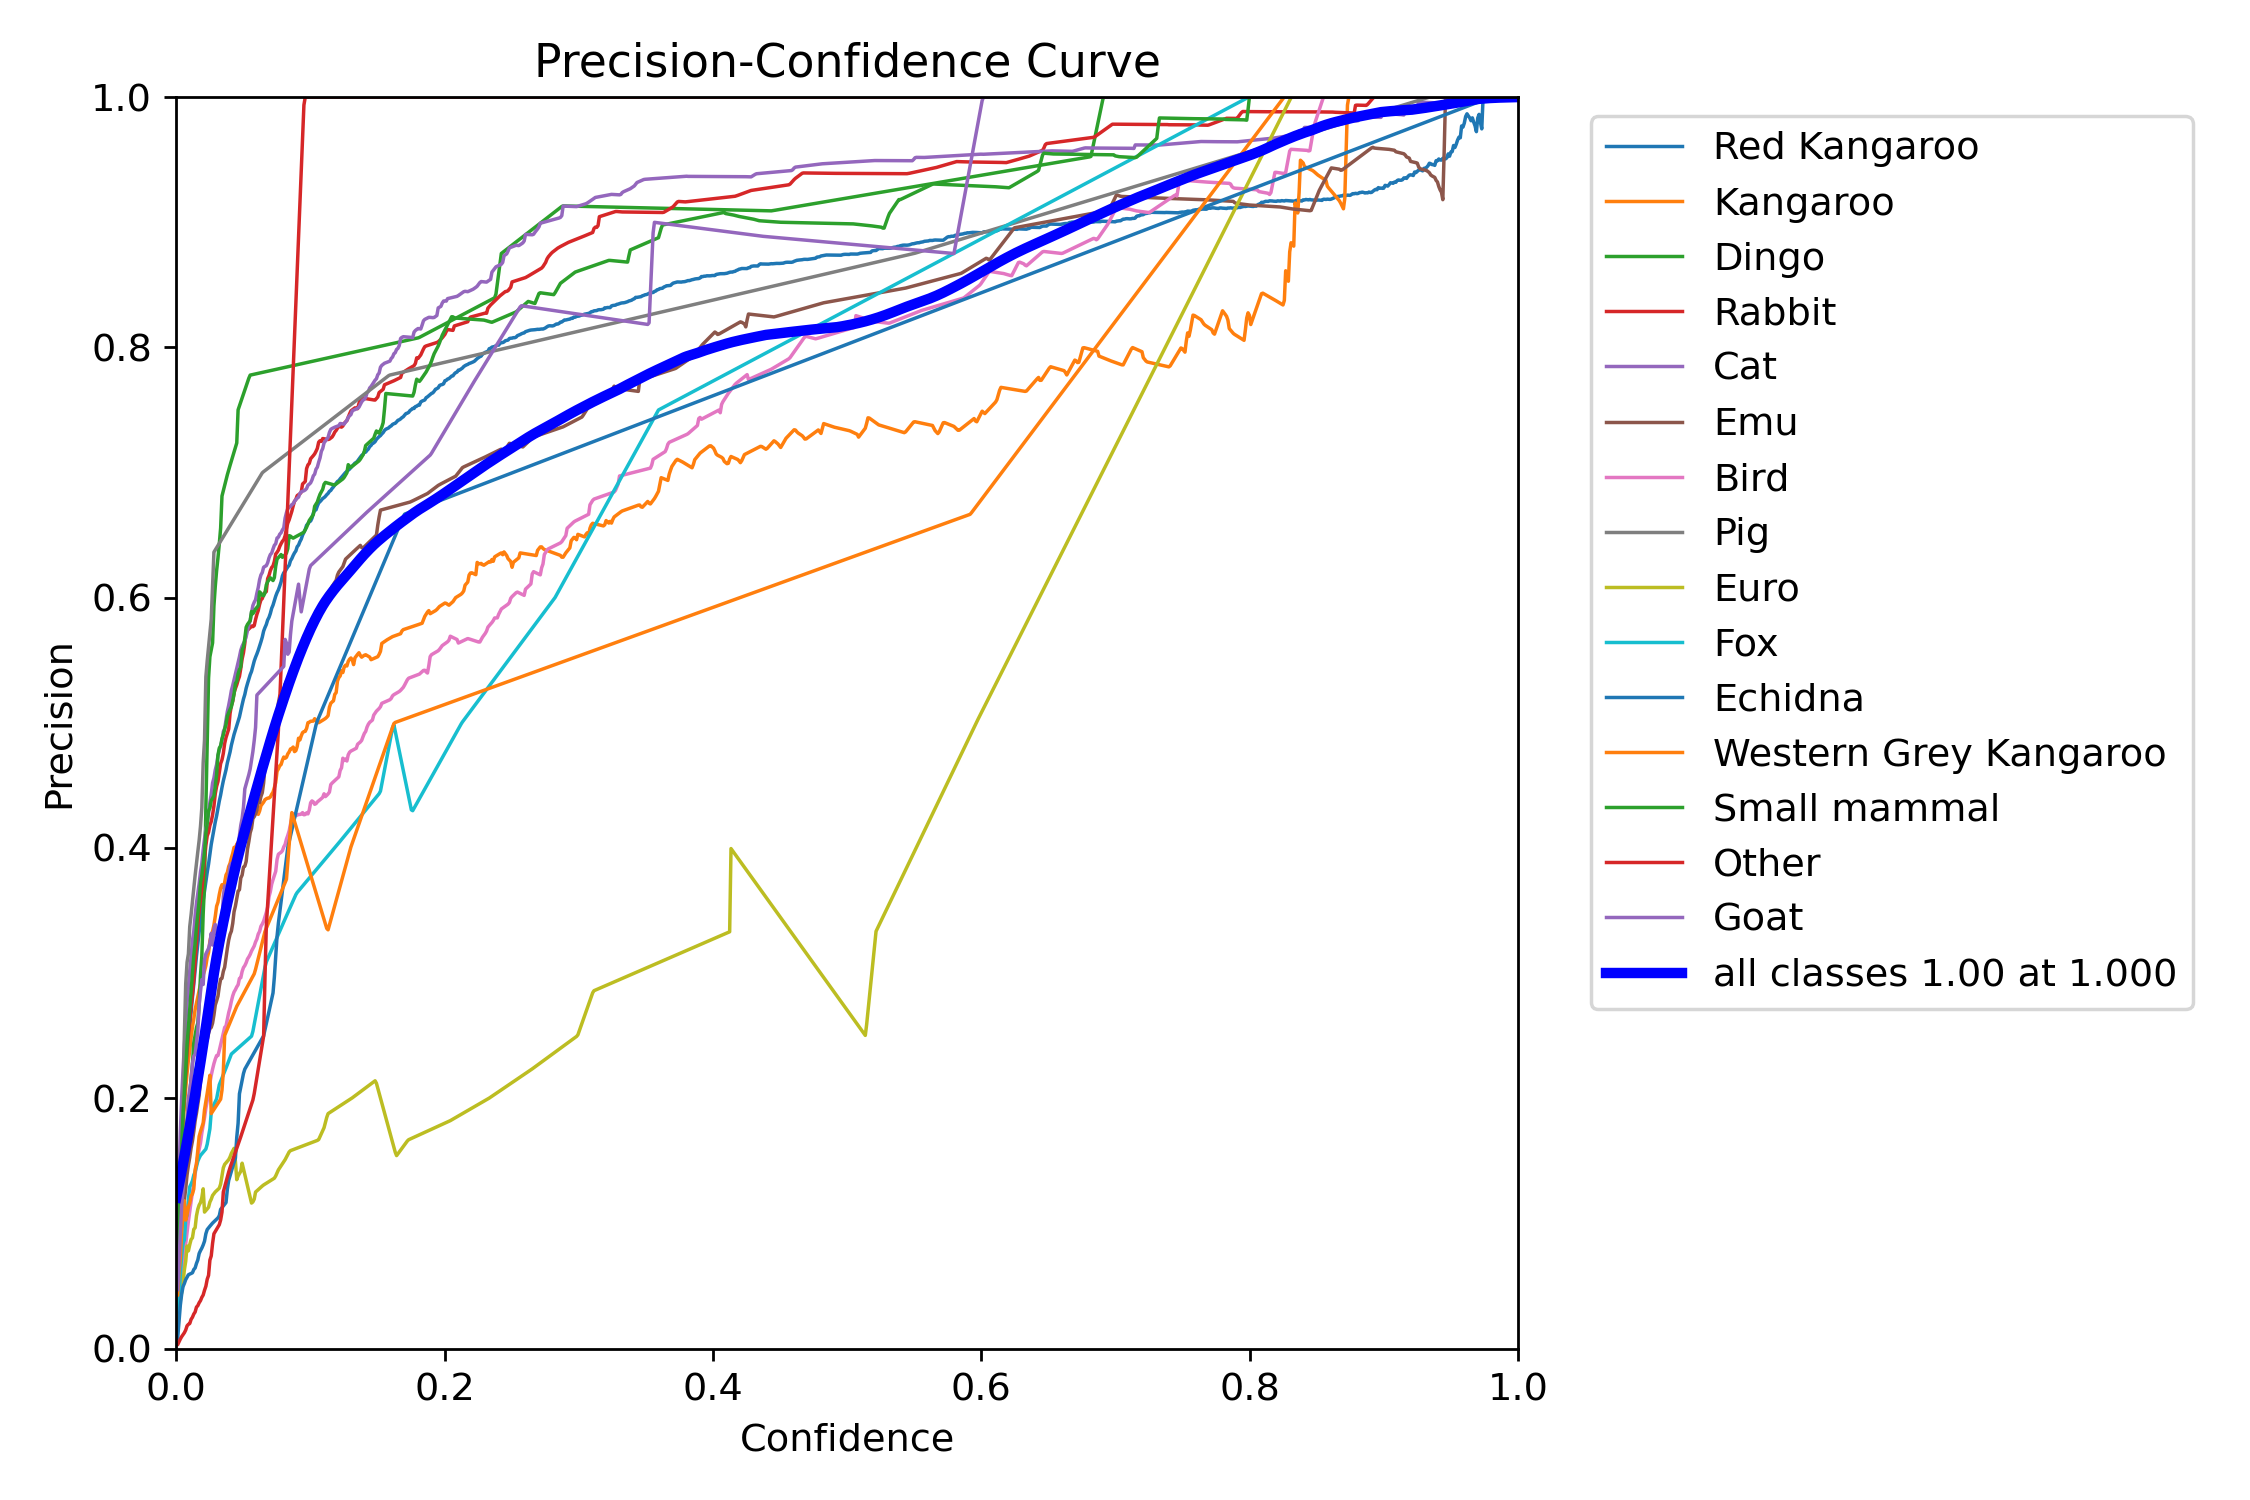 Precision-Confidence Curve
1.0
0.8
0.6
0.4
0.2
0.0
Precision
0.0 0.2 0.4 0.6 0.8 1.0
Confidence
Red Kangaroo
Kangaroo
Dingo
Rabbit
Cat
Emu
Bird
Pig
Euro
Fox
Echidna
Western Grey Kangaroo
Small mammal
Other
Goat
all classes 1.00 at 1.000